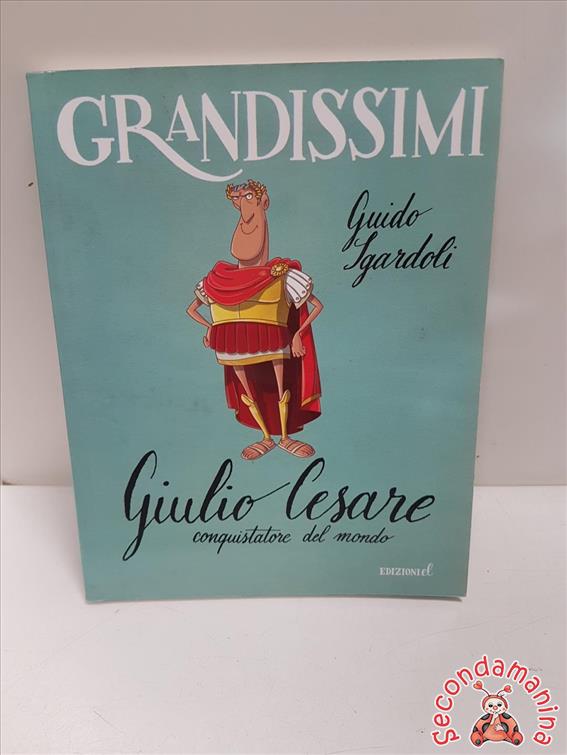 GRANDISSIMI
Guido
Sgardoli
Giulio Cesare
conquistatore del mondo
EDIZIONI el
Secondamanina